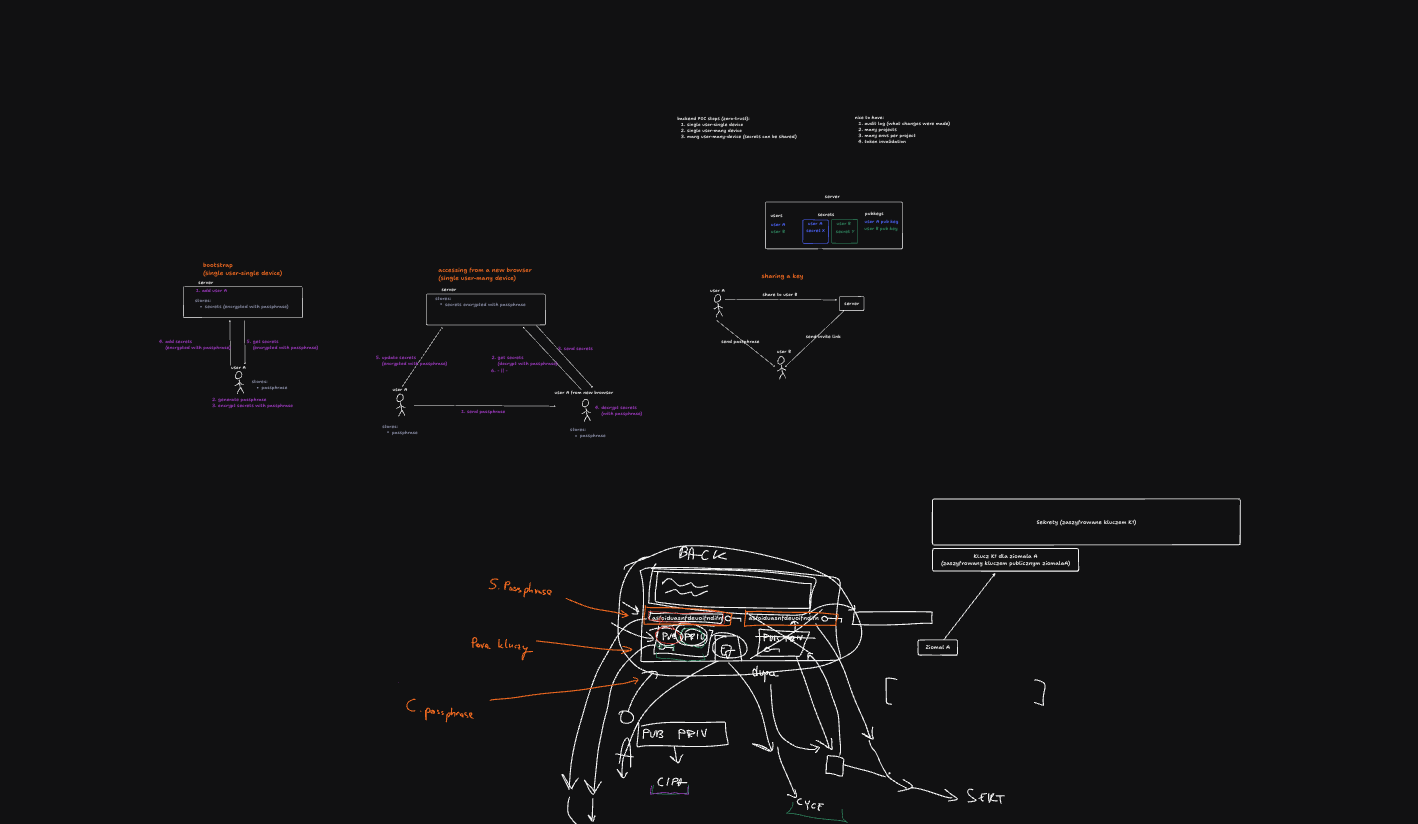 backend POC steps (zero-trust):
1. single user-single device
2. single user-many device
3. many user-many-device (secrets can be shared)
nice to have:
1. audit log (what changes were made)
2. many projects
3. many envs per project
4. token invalidation
server
users
user A
user B
secrets
user A
secret X
user B
secret Y
pubkeys
user A pub key
user B pub key
bootstrap
(single user-single device)
server
1. add user A
stores:
• secrets (encrypted with passphrase)
4. add secrets
(encrypted with passphrase)
5. get secrets
(encrypted with passphrase)
user A
stores:
• passphrase
2. generate passphrase
3. encrypt secrets with passphrase
accessing from a new browser
(single user-many device)
server
stores:
• secrets encrypted with passphrase
5. update secrets
(encrypted with passphrase)
2. get secrets
(decrypt with passphrase)
6. - || -
3. send secrets
user A
user A from new browser
1. send passphrase
4. decrypt secrets
(with passphrase)
stores:
• passphrase
stores:
• passphrase
sharing a key
user A
share to user B
server
send passphrase
send invite link
user B
Sekrety (zaszyfrowane kluczem K1)
Klucz K1 dla ziomala A
(zaszyfrowany kluczem publicznym ziomalaA)
Ziomal A
BACK
S. Passphrase
Para kluczy
C. passphrase
PUB PRIV
dupa
PUB PRIV
CIPA
CYCE